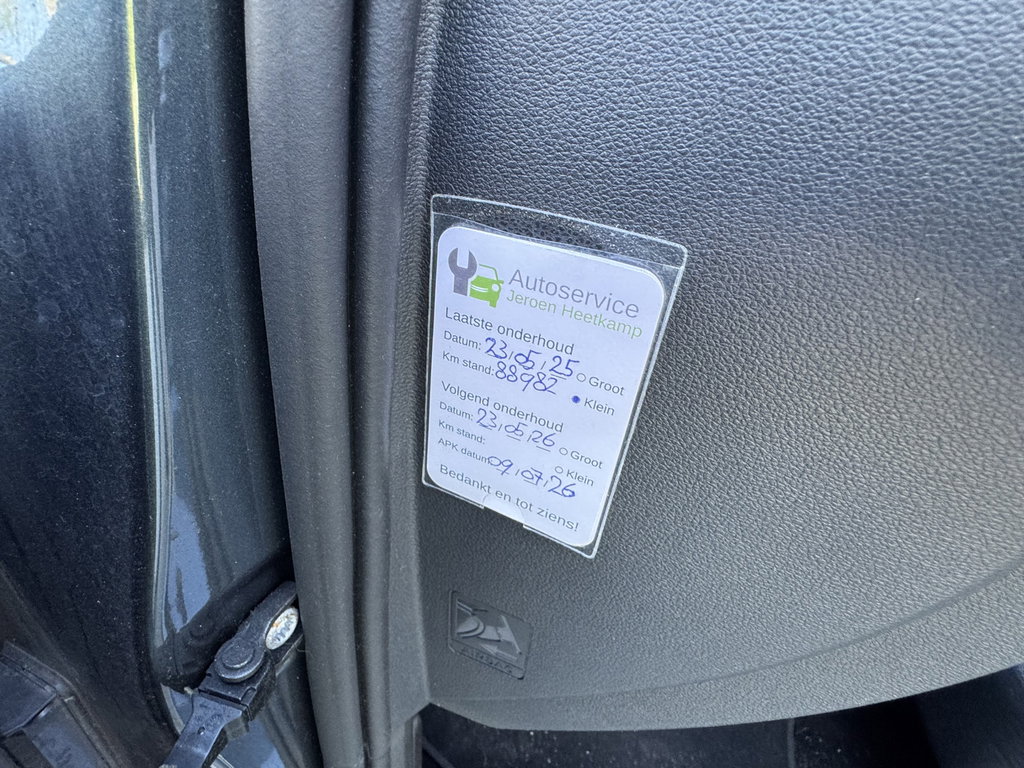 Autoservice
Jeroen Heetkamp
Laatste onderhoud
Datum: 23,05,25 Groot
Km stand: 88982 Klein
Volgend onderhoud
Datum: 23,05,26 Groot
Km stand: Klein
APK datum 09,07,26
Bedankt en tot ziens!
AIRBAG